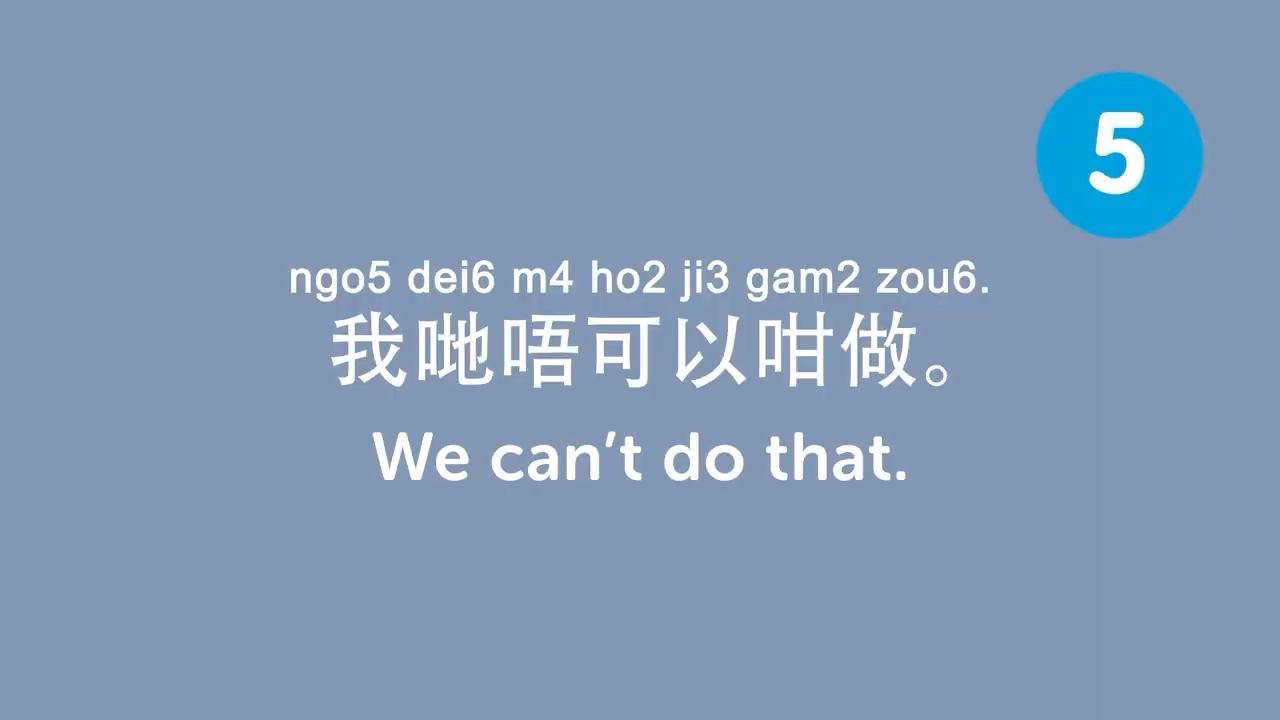 5
ngo5 dei6 m4 ho2 ji3 gam2 zou6.
我哋唔可以咁做。
We can’t do that.